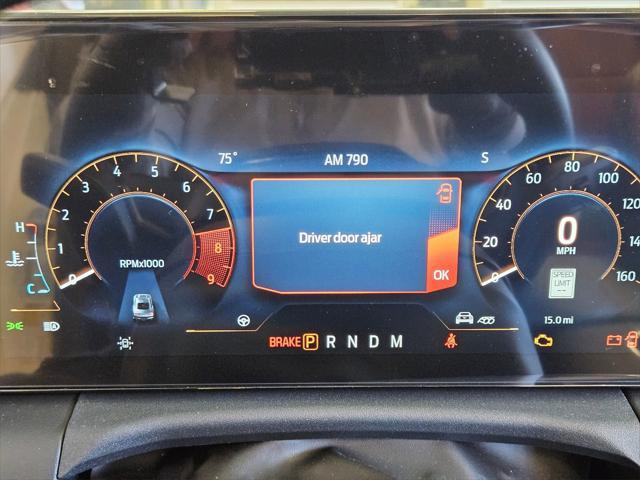 75° AM 790 S
0 1 2 3 4 5 6 7 8 9
RPMx1000
H
C
Driver door ajar
OK
0 20 40 60 80 100 120 140 160
0
MPH
SPEED
LIMIT
--
15.0 mi
BRAKE P R N D M